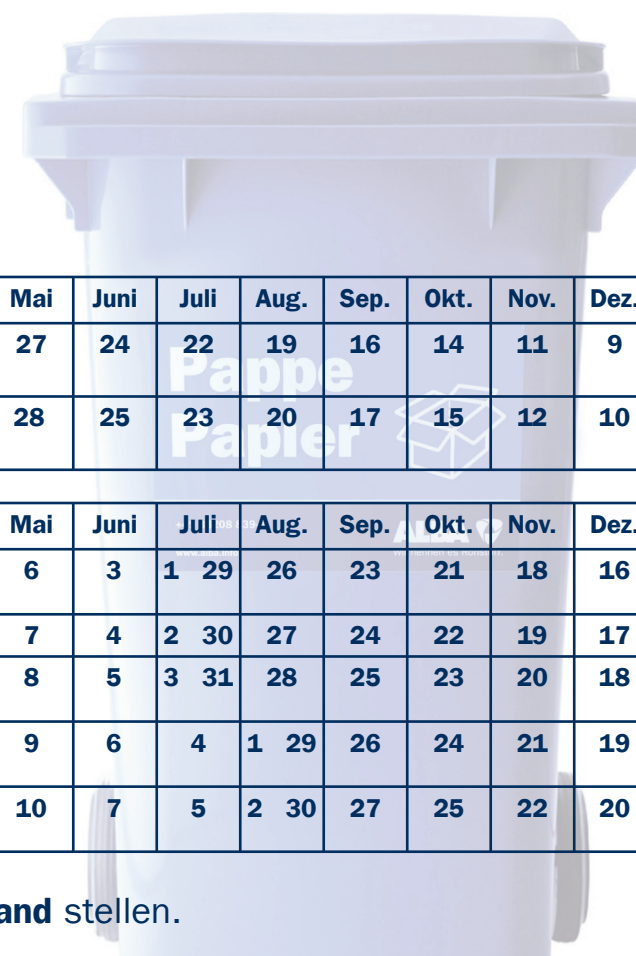 Mai Juni Juli Aug. Sep. Okt. Nov. Dez.
27 24 22 19 16 14 11 9
28 25 23 20 17 15 12 10
Pappe
Papier
Mai Juni Juli Aug. Sep. Okt. Nov. Dez.
6 3 1 29 26 23 21 18 16
7 4 2 30 27 24 22 19 17
8 5 3 31 28 25 23 20 18
9 6 4 1 29 26 24 21 19
10 7 5 2 30 27 25 22 20
ALBA
www.alba.info
and stellen.